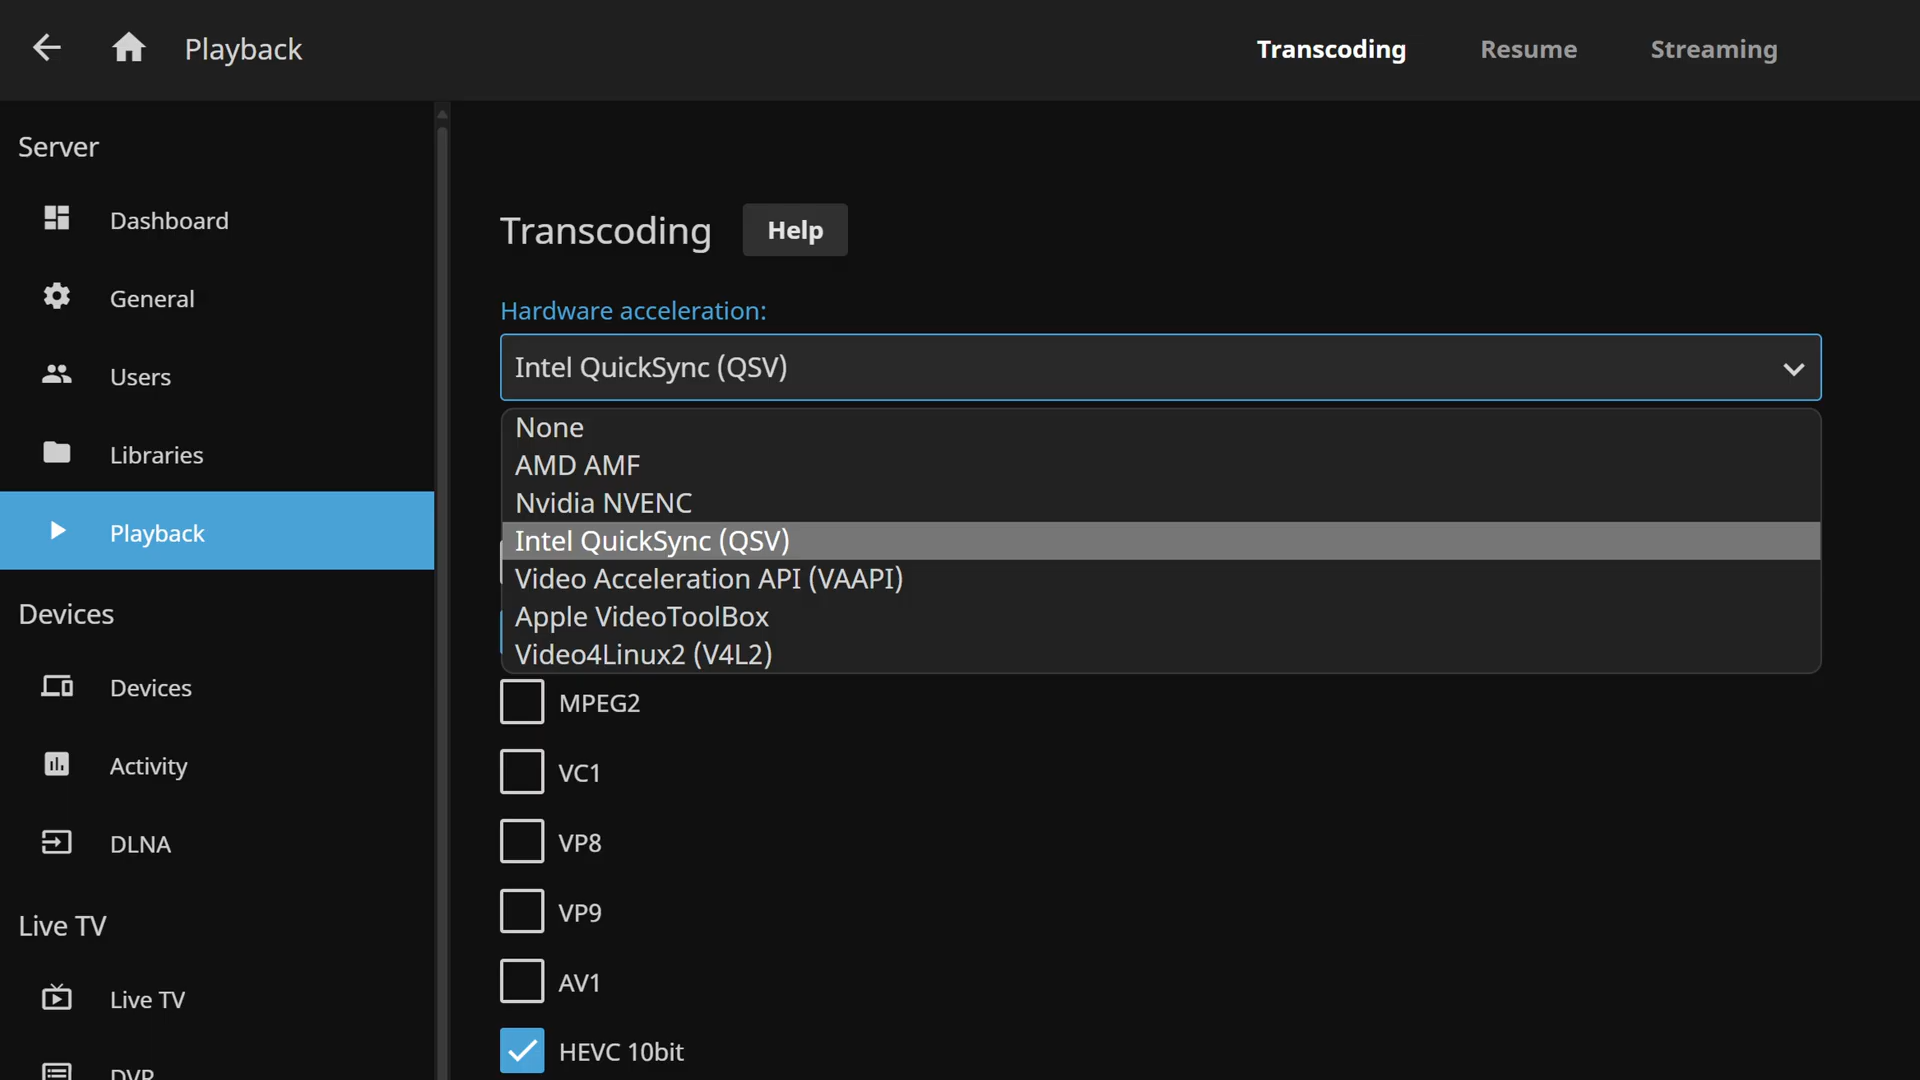 Playback
Transcoding
Resume
Streaming
Server
Dashboard
General
Users
Libraries
Playback
Devices
Devices
Activity
DLNA
Live TV
Live TV
DVR
Transcoding
Help
Hardware acceleration:
Intel QuickSync (QSV)
None
AMD AMF
Nvidia NVENC
Intel QuickSync (QSV)
Video Acceleration API (VAAPI)
Apple VideoToolBox
Video4Linux2 (V4L2)
MPEG2
VC1
VP8
VP9
AV1
HEVC 10bit